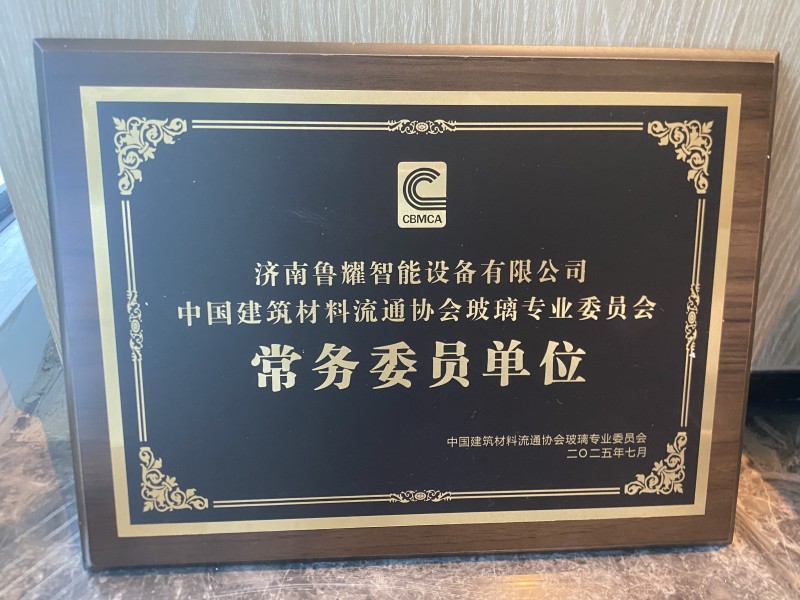 CBMCA
济南鲁耀智能设备有限公司
中国建筑材料流通协会玻璃专业委员会
常务委员单位
中国建筑材料流通协会玻璃专业委员会
二〇二五年七月